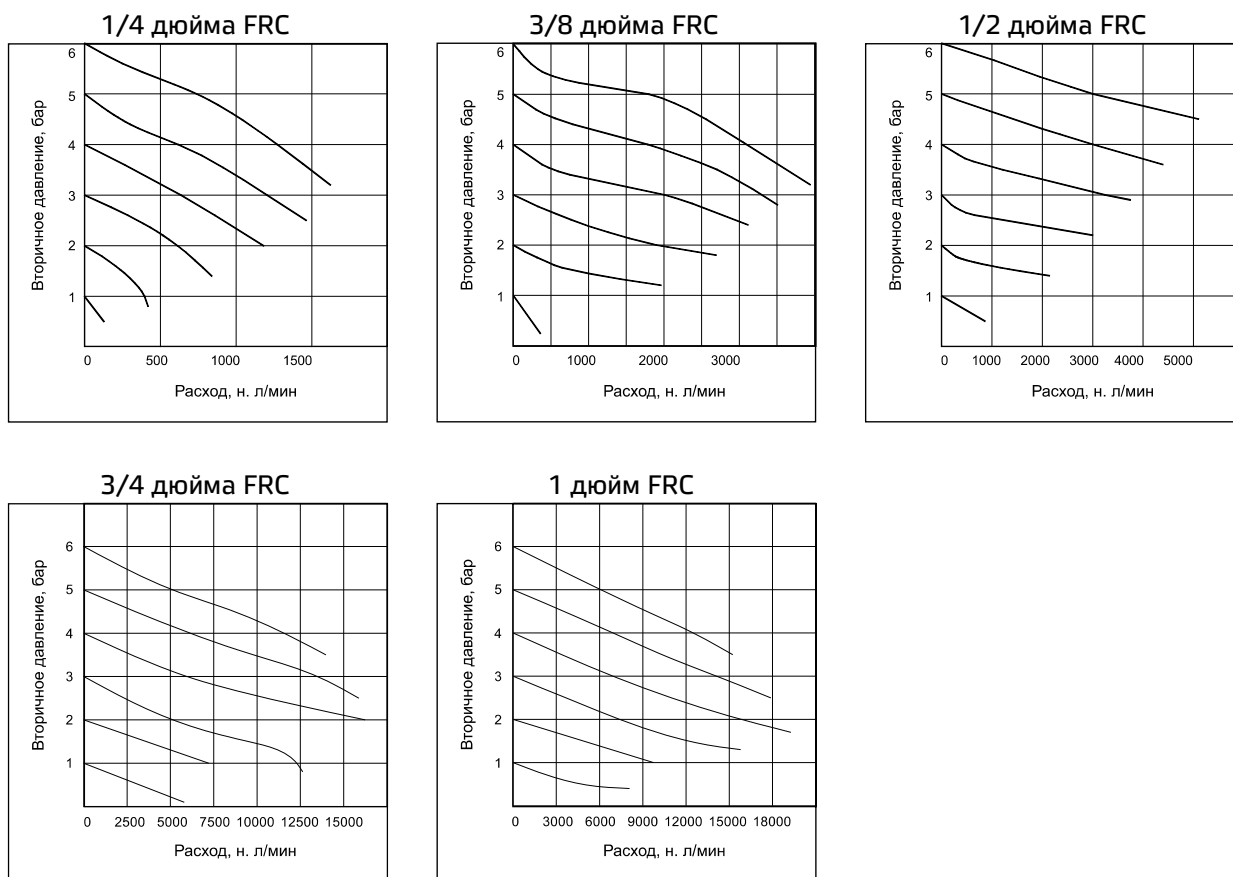 1/4 дюйма FRC
6
5
4
3
2
1
Вторичное давление, бар
0 500 1000 1500
Расход, н. л/мин
3/8 дюйма FRC
6
5
4
3
2
1
Вторичное давление, бар
0 1000 2000 3000
Расход, н. л/мин
1/2 дюйма FRC
6
5
4
3
2
1
Вторичное давление, бар
0 1000 2000 3000 4000 5000
Расход, н. л/мин
3/4 дюйма FRC
6
5
4
3
2
1
Вторичное давление, бар
0 2500 5000 7500 10000 12500 15000
Расход, н. л/мин
1 дюйм FRC
6
5
4
3
2
1
Вторичное давление, бар
0 3000 6000 9000 12000 15000 18000
Расход, н. л/мин